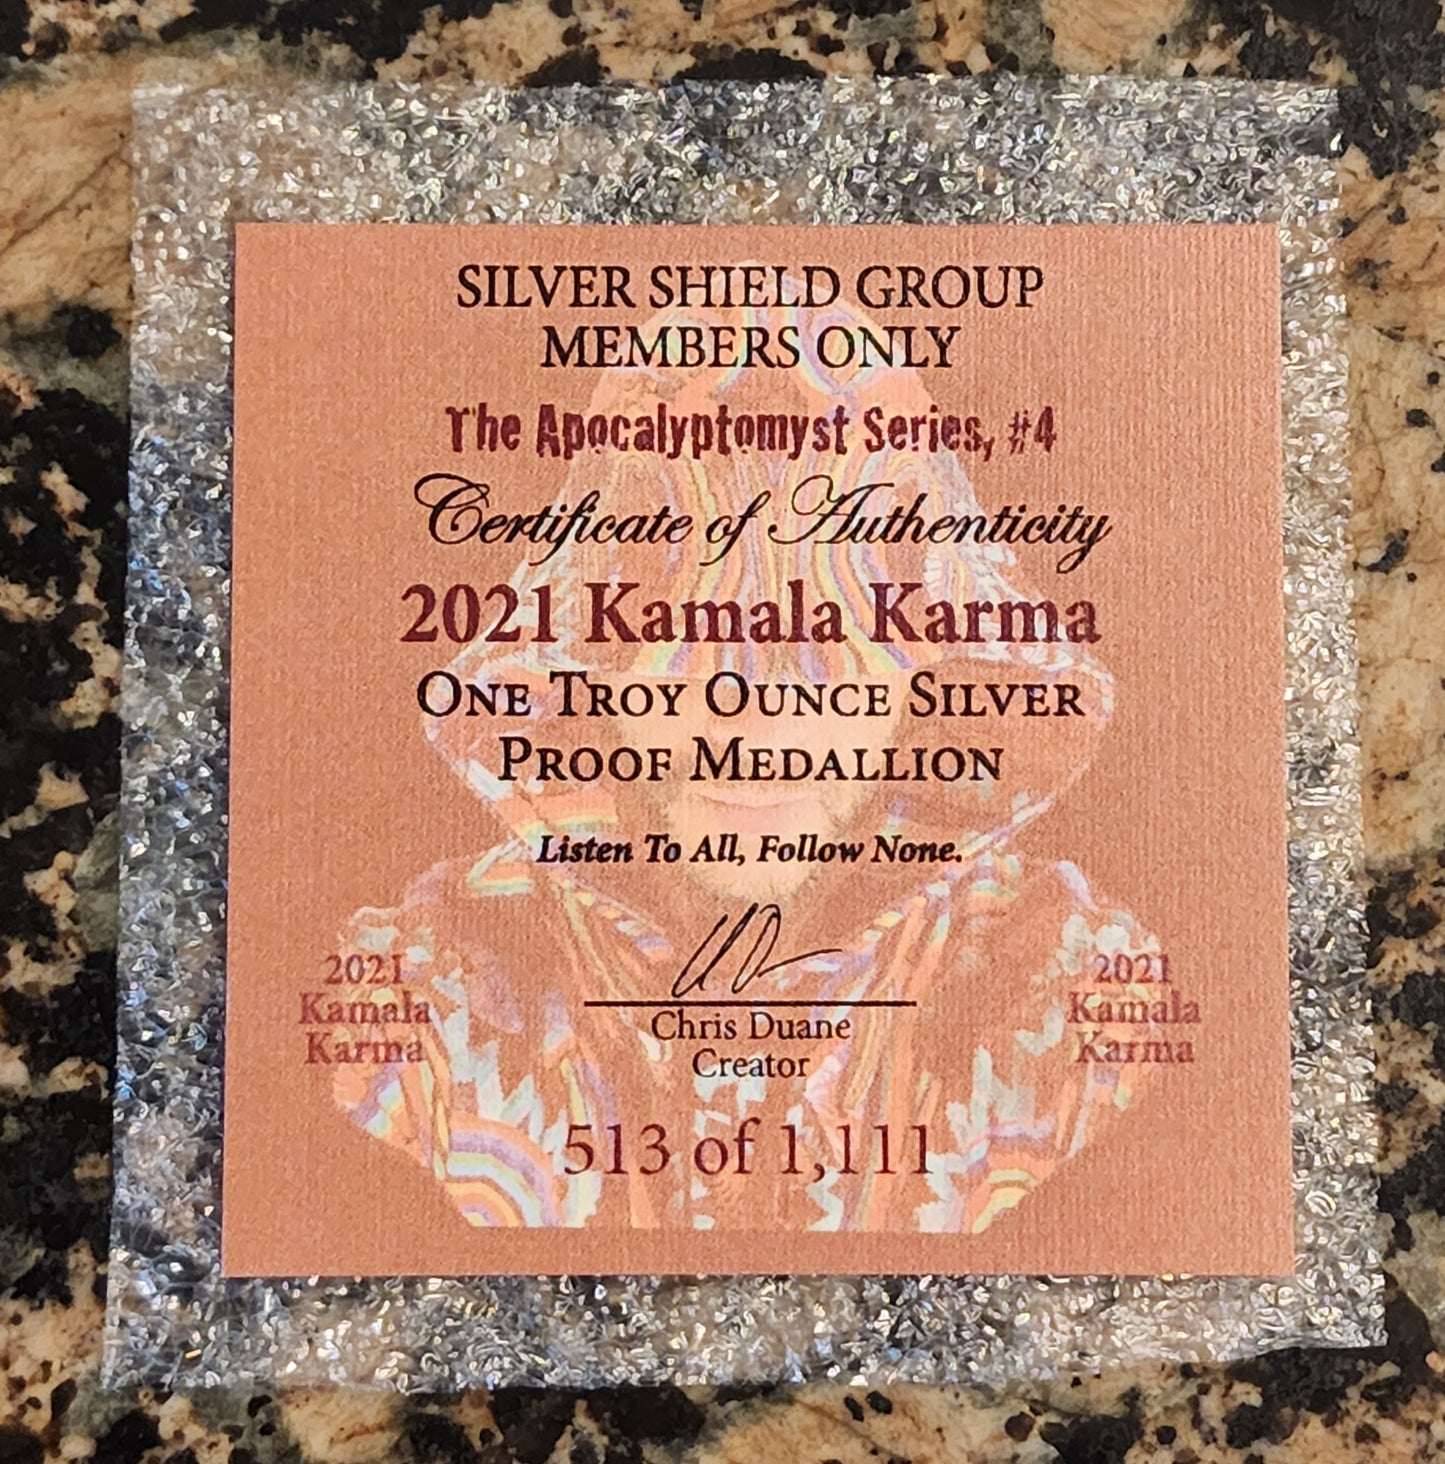 SILVER SHIELD GROUP
MEMBERS ONLY
The Apocalyptomyst Series, #4
Certificate of Authenticity
2021 Kamala Karma
ONE TROY OUNCE SILVER
PROOF MEDALLION
Listen To All, Follow None.
2021
Kamala
Karma
Chris Duane
Creator
2021
Kamala
Karma
513 of 1,111